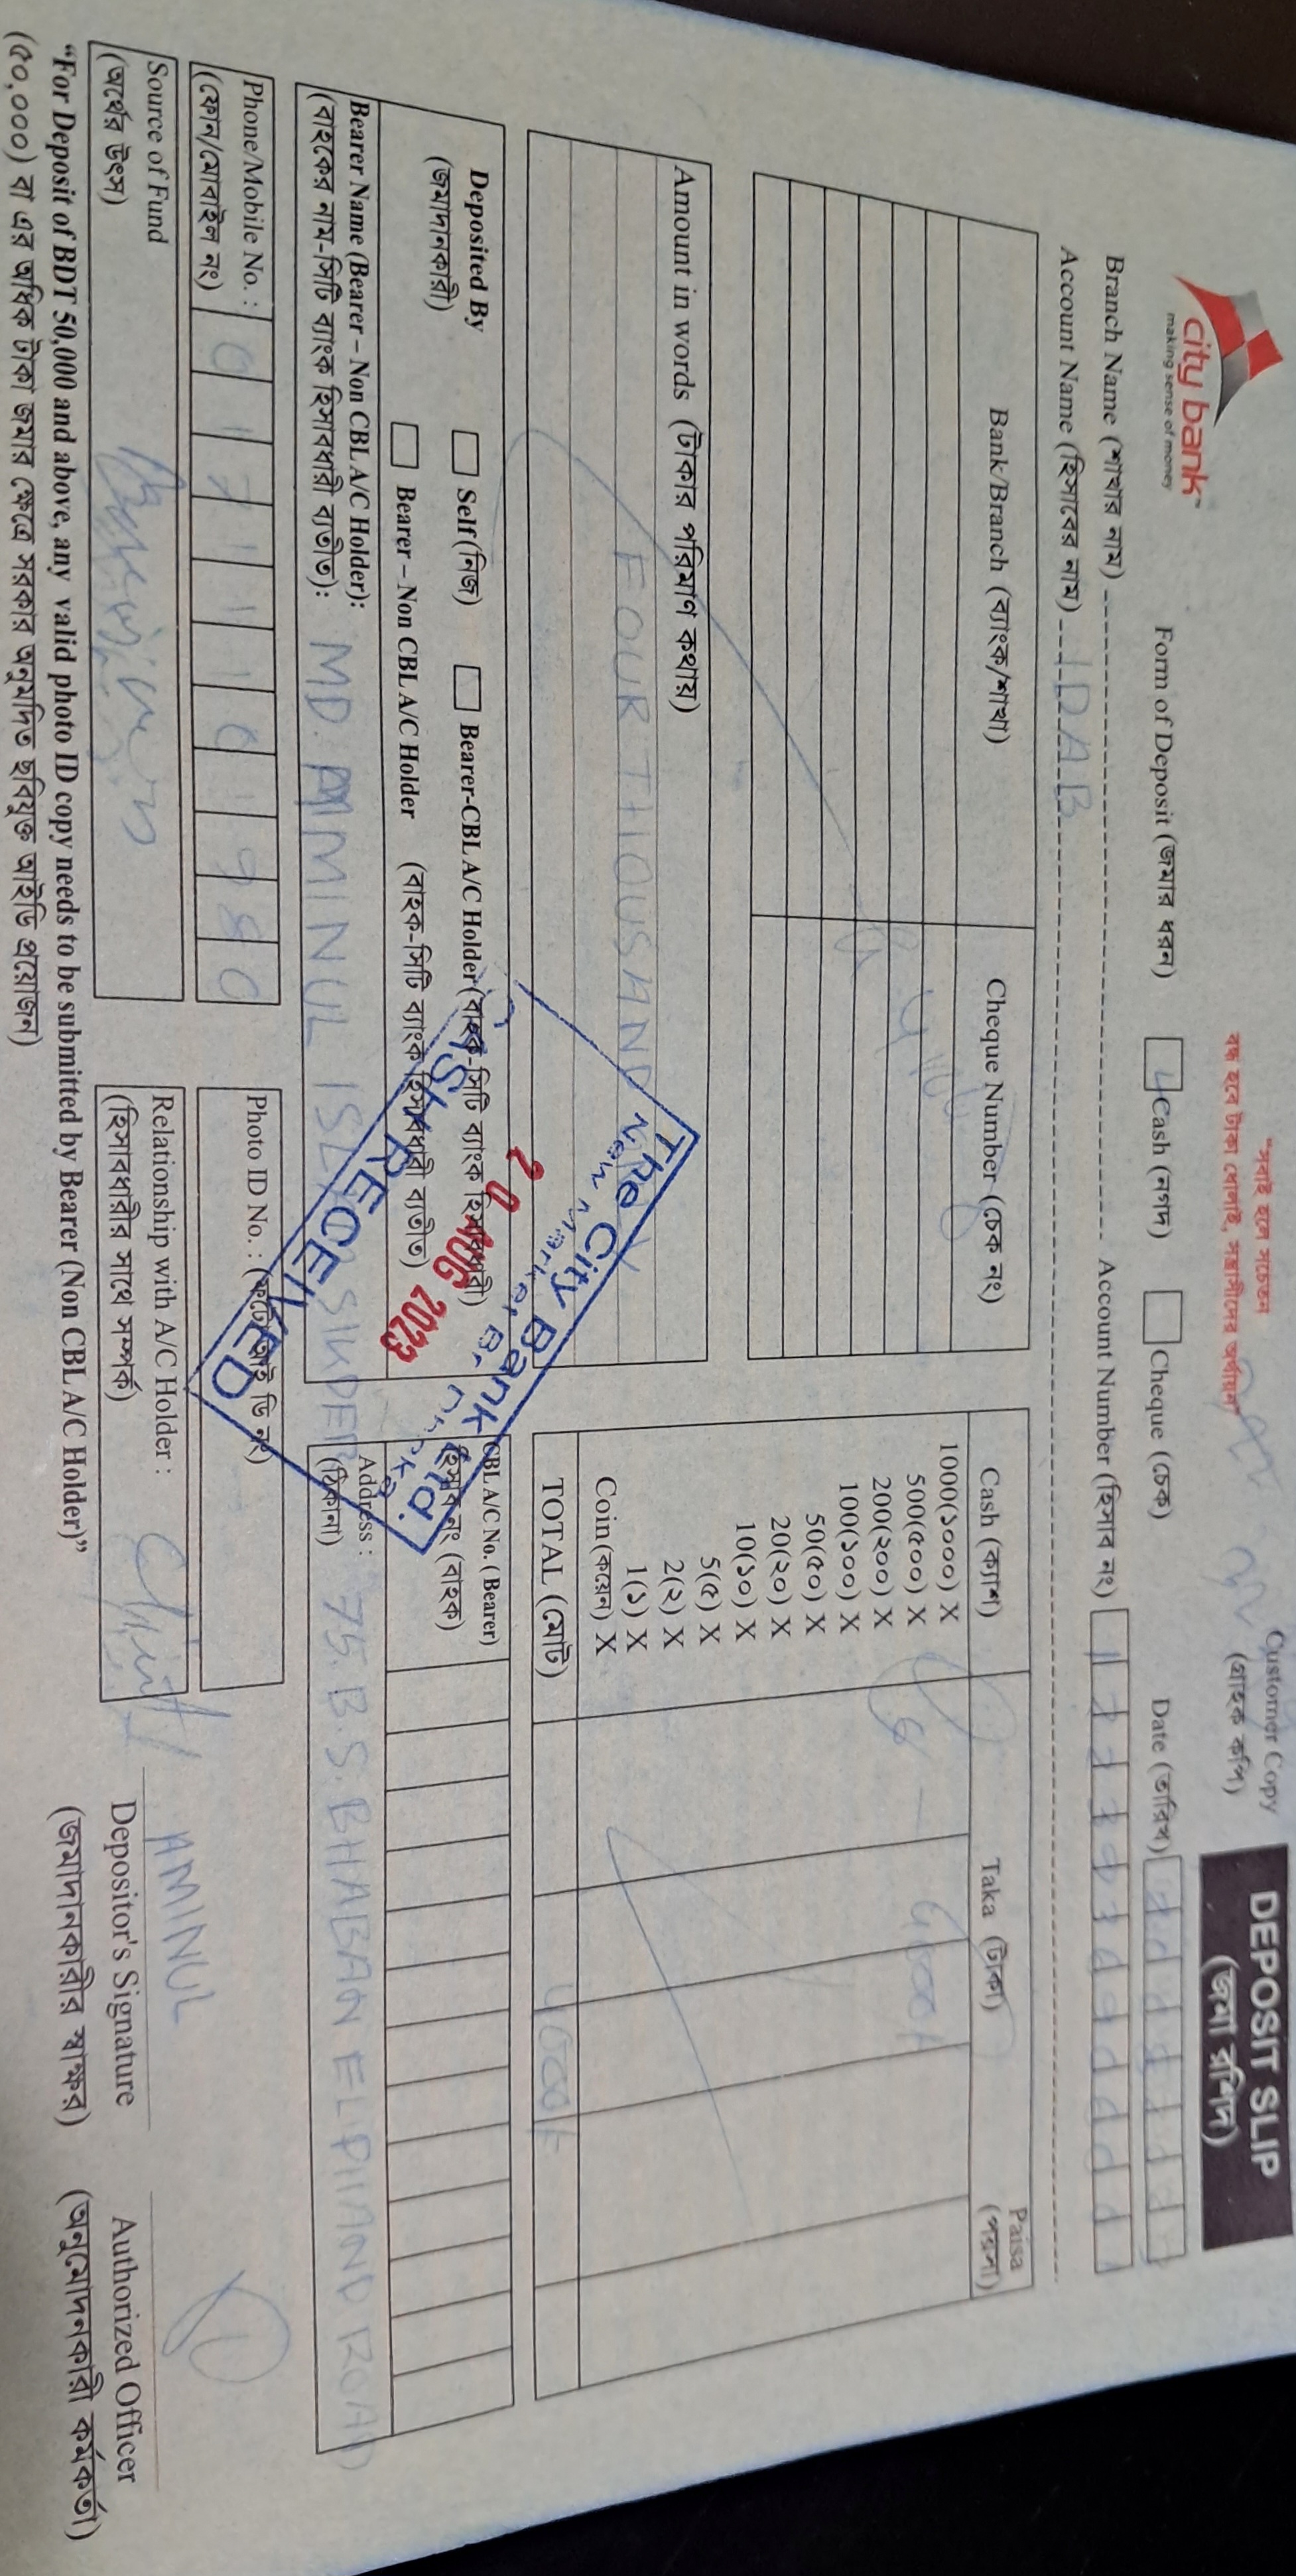 city bank™
making sense of money
"সবাই হলে সচেতন
বন্ধ হবে টাকা ধোলাই, সন্ত্রাসীদের অর্থায়ন"
Customer Copy
(গ্রাহক কপি)
DEPOSIT SLIP
(জমা রশিদ)
Form of Deposit (জমার ধরন) Cash (নগদ) Cheque (চেক) Date (তারিখ)
Branch Name (শাখার নাম) Account Number (হিসাব নং)
Account Name (হিসাবের নাম) IDAB
Bank/Branch (ব্যাংক/শাখা) Cheque Number (চেক নং)
Cash (ক্যাশ) Taka (টাকা) Paisa (পয়সা)
1000(১০০০) X
500(৫০০) X
200(২০০) X
100(১০০) X
50(৫০) X
20(২০) X
10(১০) X
5(৫) X
2(২) X
1(১) X
Coin (কয়েন) X
TOTAL (মোট) 4000/=
Amount in words (টাকার পরিমাণ কথায়)
FOUR THOUSAND
The City Bank Ltd.
New Market Br
20 AUG 2023
CASH RECEIVED
Deposited By
(জমাদানকারী)
Self (নিজ) Bearer-CBL A/C Holder (বাহক-সিটি ব্যাংক হিসাবধারী)
Bearer – Non CBL A/C Holder (বাহক-সিটি ব্যাংক হিসাবধারী ব্যতীত)
CBL A/C No. ( Bearer)
হিসাব নং (বাহক)
Bearer Name (Bearer – Non CBL A/C Holder):
(বাহকের নাম-সিটি ব্যাংক হিসাবধারী ব্যতীত): MD. AMINUL ISLAM SIKDER
Address :
(ঠিকানা) 75. B.S. BHABAN ELIPHAND ROAD
Phone/Mobile No. :
(ফোন/মোবাইল নং)
Photo ID No. : (ফটো আই ডি নং)
Source of Fund
(অর্থের উৎস)
Relationship with A/C Holder :
(হিসাবধারীর সাথে সম্পর্ক)
AMINUL
Depositor's Signature
(জমাদানকারীর স্বাক্ষর)
Authorized Officer
(অনুমোদনকারী কর্মকর্তা)
"For Deposit of BDT 50,000 and above, any valid photo ID copy needs to be submitted by Bearer (Non CBL A/C Holder)"
(৫০,০০০) বা এর অধিক টাকা জমার ক্ষেত্রে সরকার অনুমদিত ছবিযুক্ত আইডি প্রয়োজন)